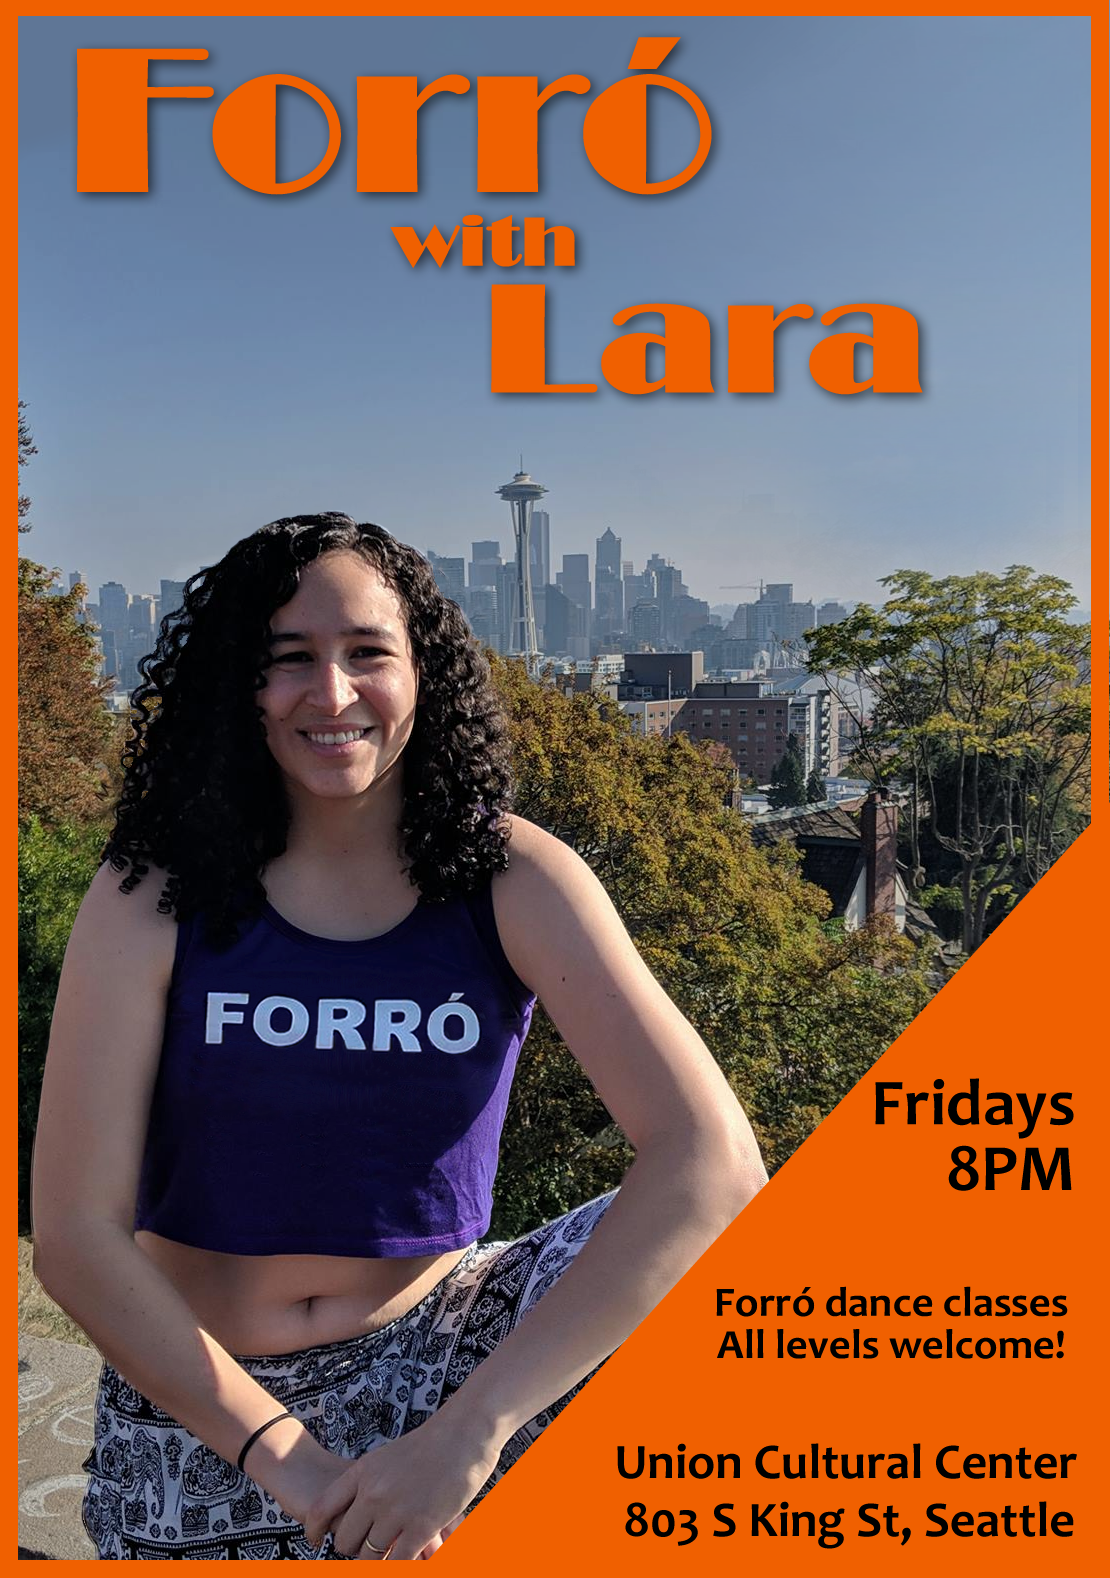 Forró
with
Lara
FORRÓ
Fridays
8PM
Forró dance classes
All levels welcome!
Union Cultural Center
803 S King St, Seattle